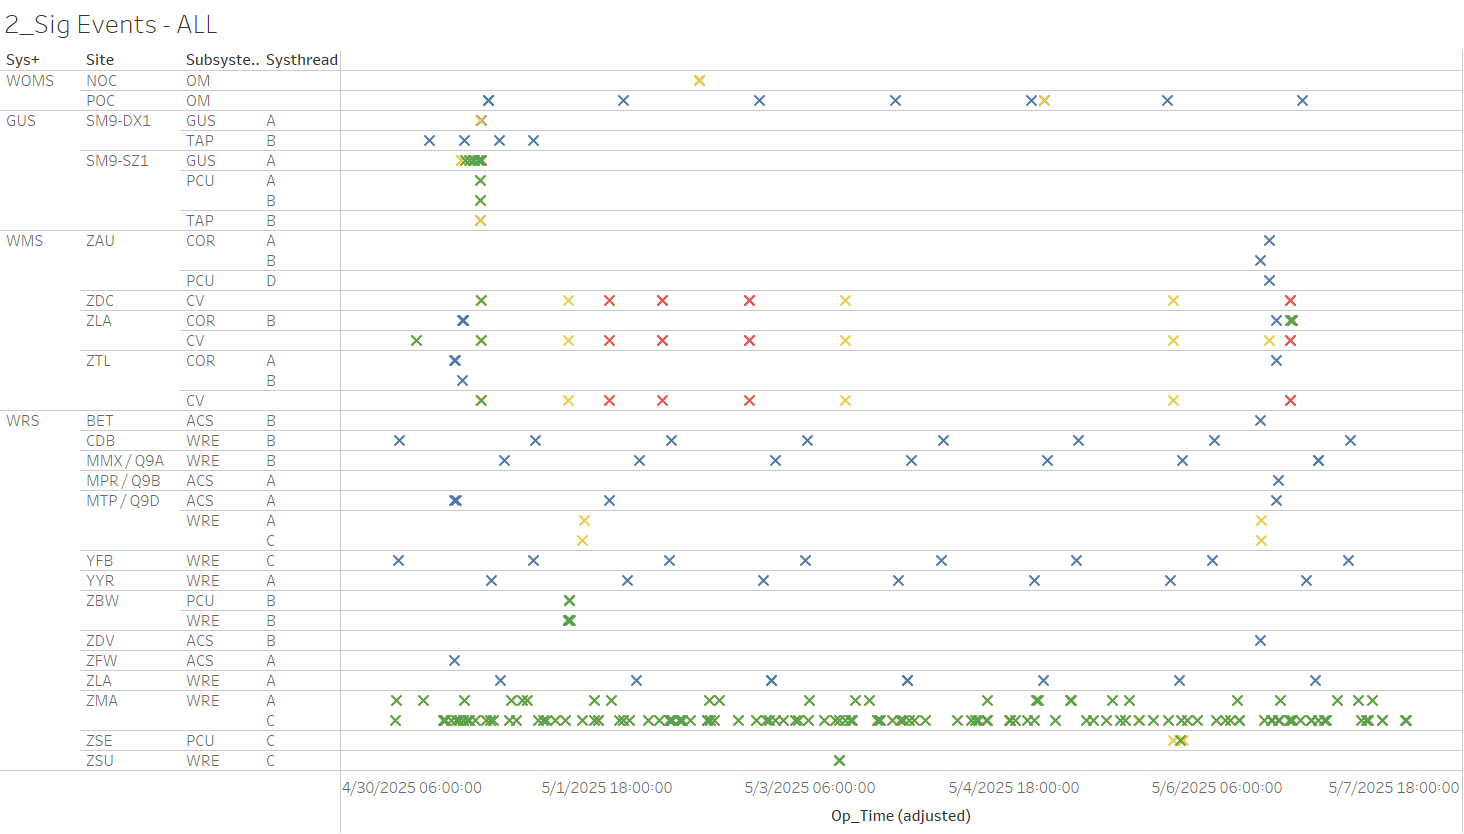 2_Sig Events - ALL
Sys+ Site Subsyste.. Systhread
WOMS NOC OM
POC OM
GUS SM9-DX1 GUS A
TAP B
SM9-SZ1 GUS A
PCU A
B
TAP B
WMS ZAU COR A
B
PCU D
ZDC CV
ZLA COR B
CV
ZTL COR A
B
CV
WRS BET ACS B
CDB WRE B
MMX / Q9A WRE B
MPR / Q9B ACS A
MTP / Q9D ACS A
WRE A
C
YFB WRE C
YYR WRE A
ZBW PCU B
WRE B
ZDV ACS B
ZFW ACS A
ZLA WRE A
ZMA WRE A
C
ZSE PCU C
ZSU WRE C
4/30/2025 06:00:00 5/1/2025 18:00:00 5/3/2025 06:00:00 5/4/2025 18:00:00 5/6/2025 06:00:00 5/7/2025 18:00:00
Op_Time (adjusted)